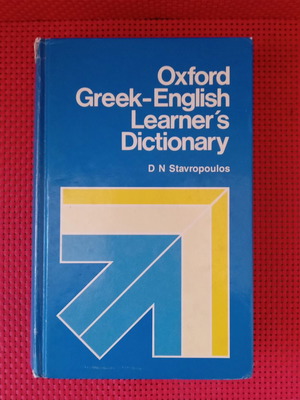 Oxford
Greek-English
Learner's
Dictionary
D N Stavropoulos